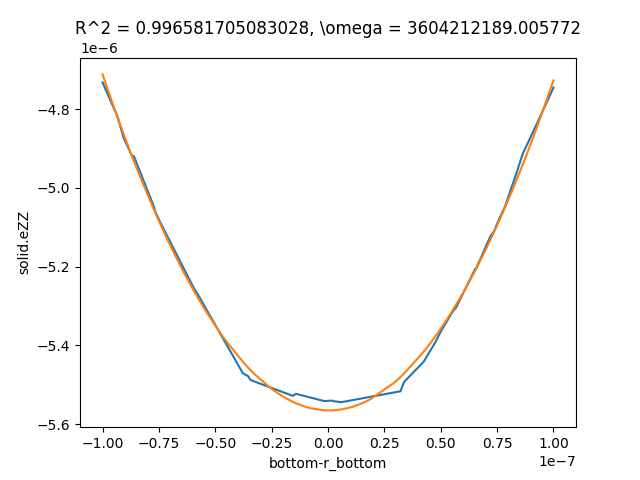 R^2 = 0.996581705083028, \omega = 3604212189.005772
1e−6
−4.8
−5.0
−5.2
−5.4
−5.6
solid.eZZ
−1.00 −0.75 −0.50 −0.25 0.00 0.25 0.50 0.75 1.00
1e−7
bottom-r_bottom